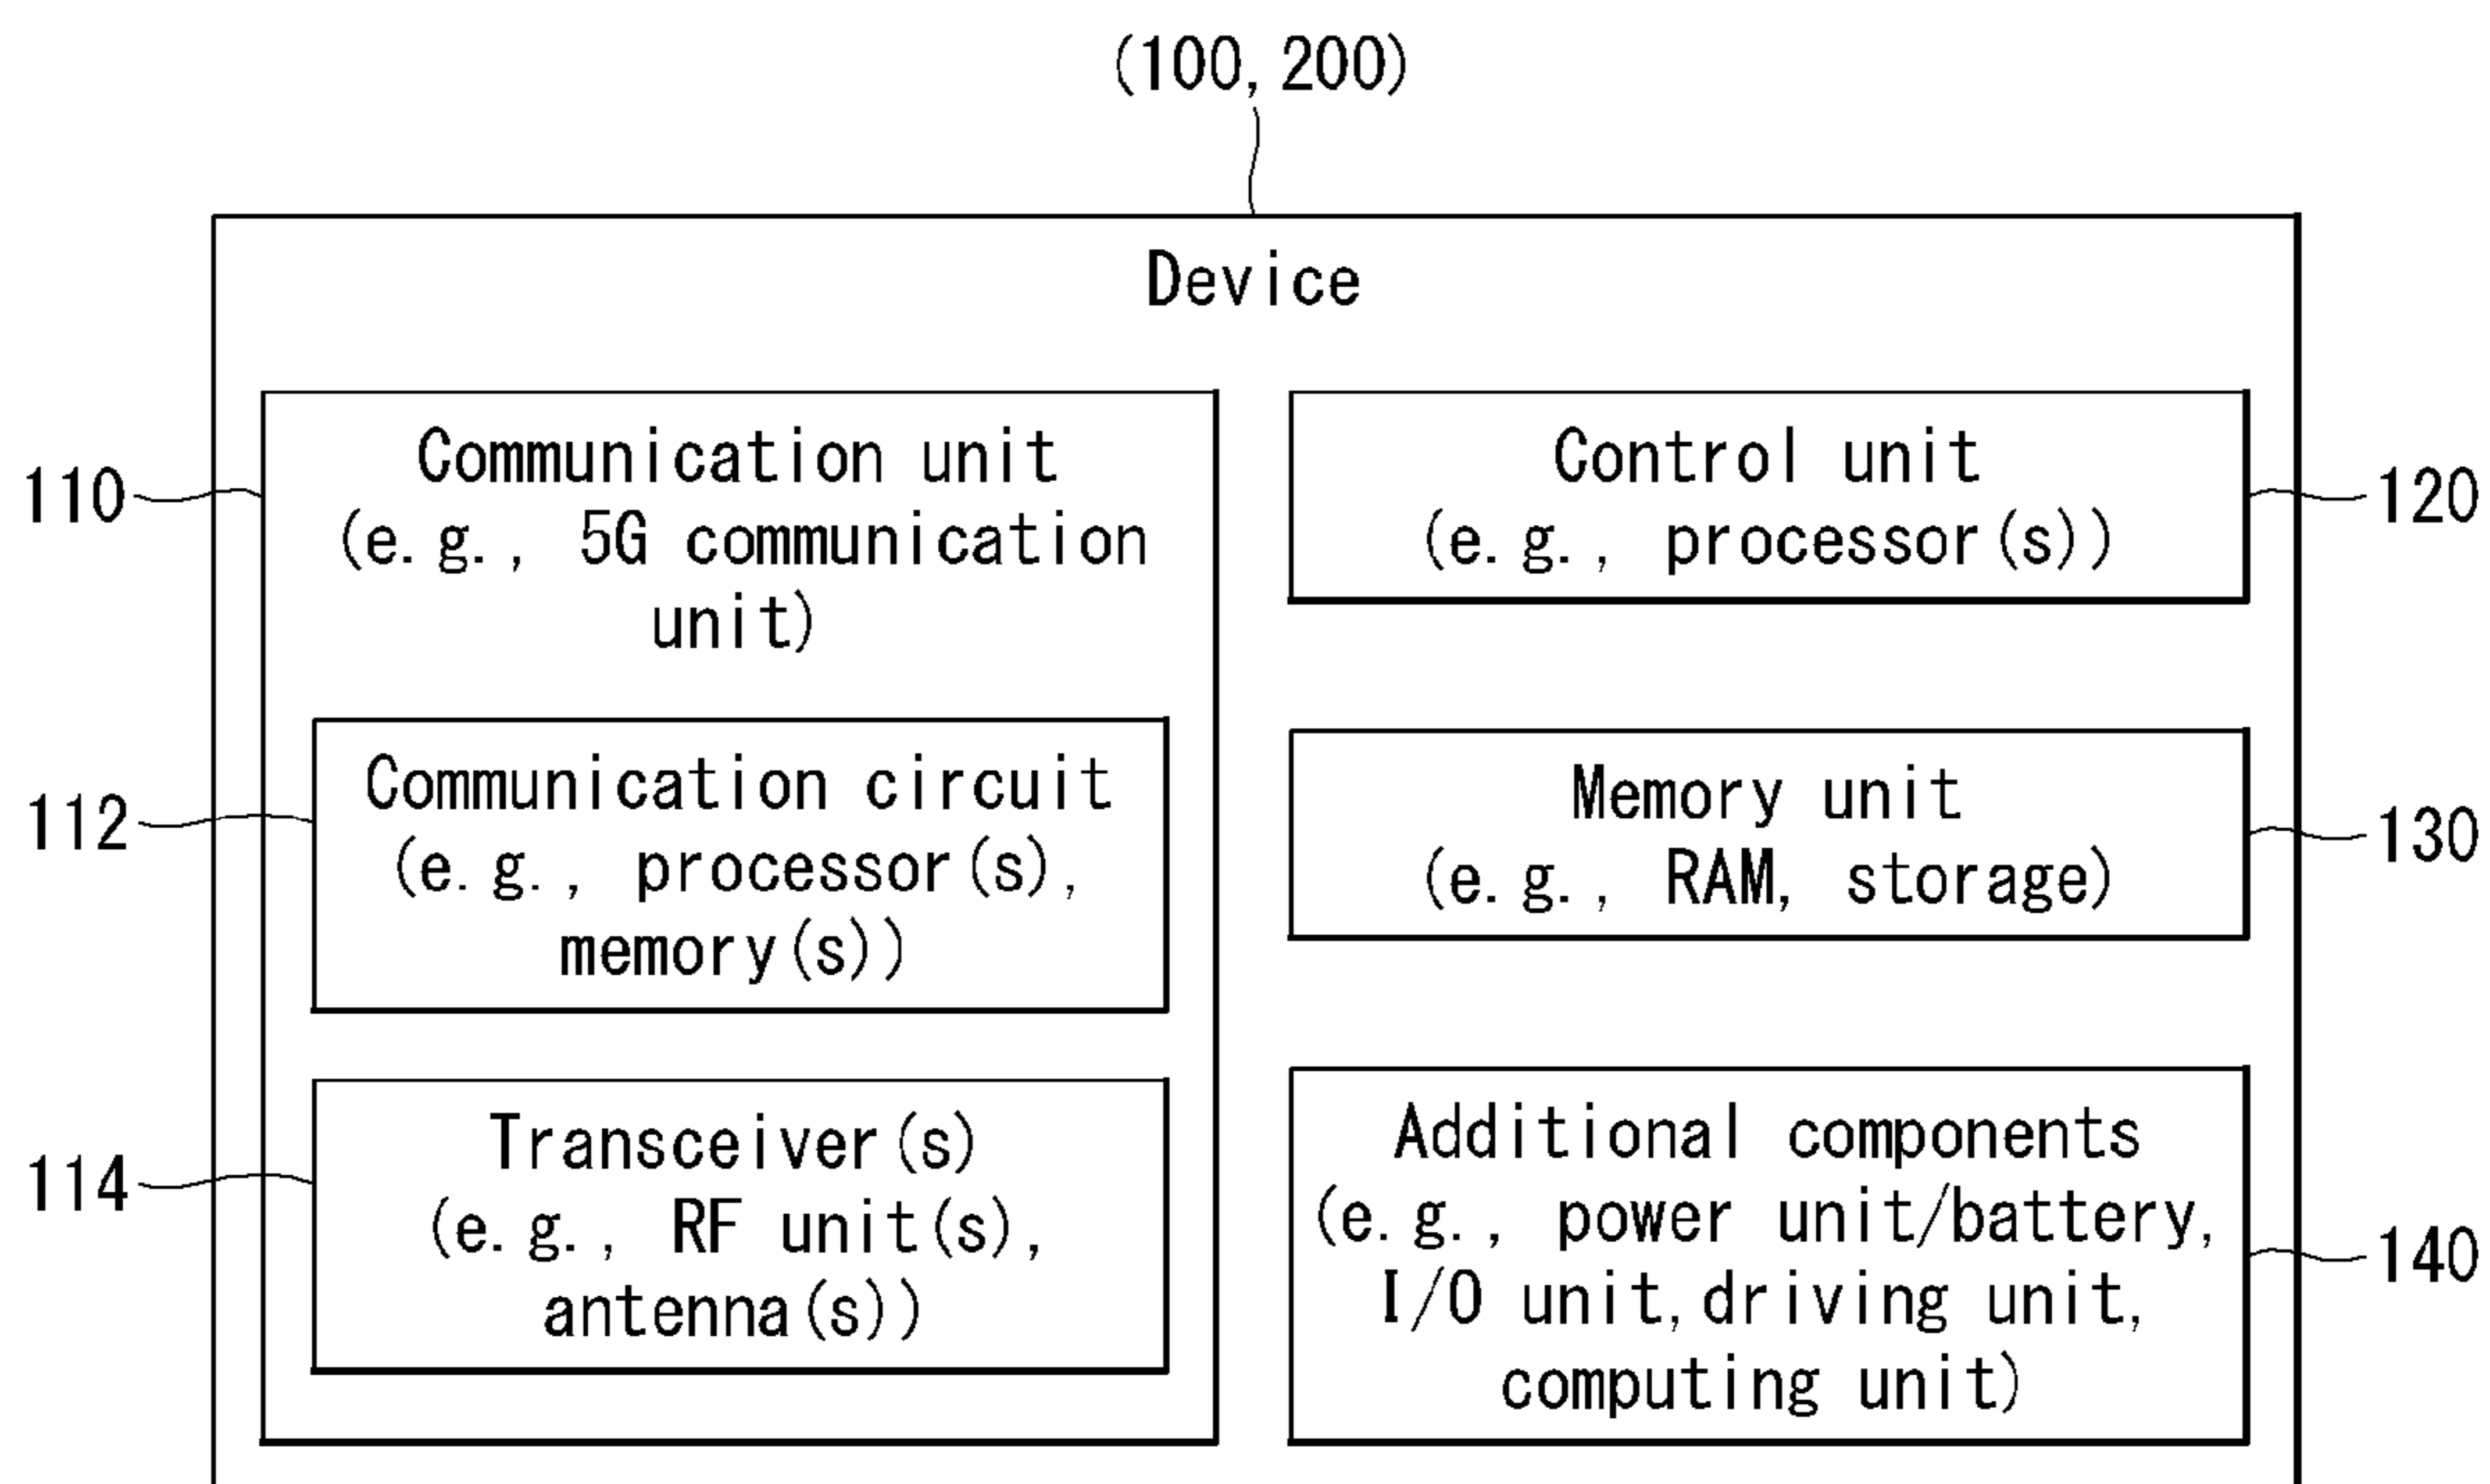 (100, 200)
Device
110
Communication unit
(e.g., 5G communication
unit)
112
Communication circuit
(e.g., processor(s),
memory(s))
114
Transceiver(s)
(e.g., RF unit(s),
antenna(s))
Control unit
(e.g., processor(s))
120
Memory unit
(e.g., RAM, storage)
130
Additional components
(e.g., power unit/battery,
I/O unit, driving unit,
computing unit)
140